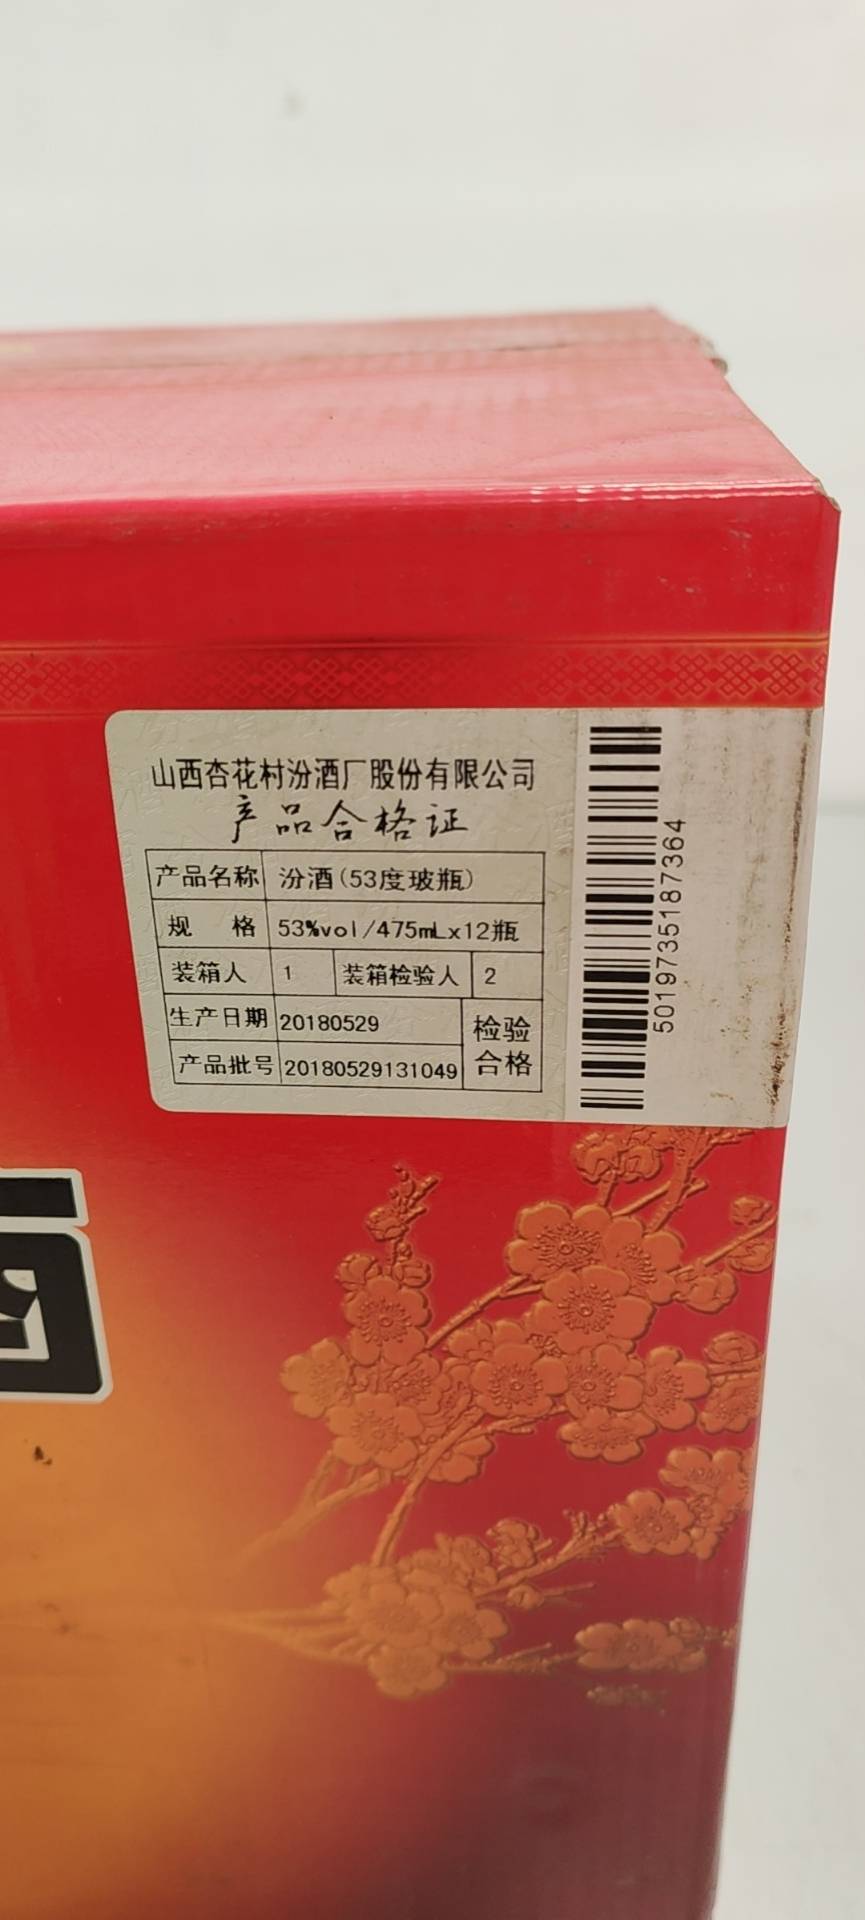 山西杏花村汾酒厂股份有限公司
产品合格证
产品名称 汾酒(53度玻瓶)
规 格 53%vol/475mLx12瓶
装箱人 1 装箱检验人 2
生产日期 20180529 检验
产品批号 20180529131049 合格
5019735187364